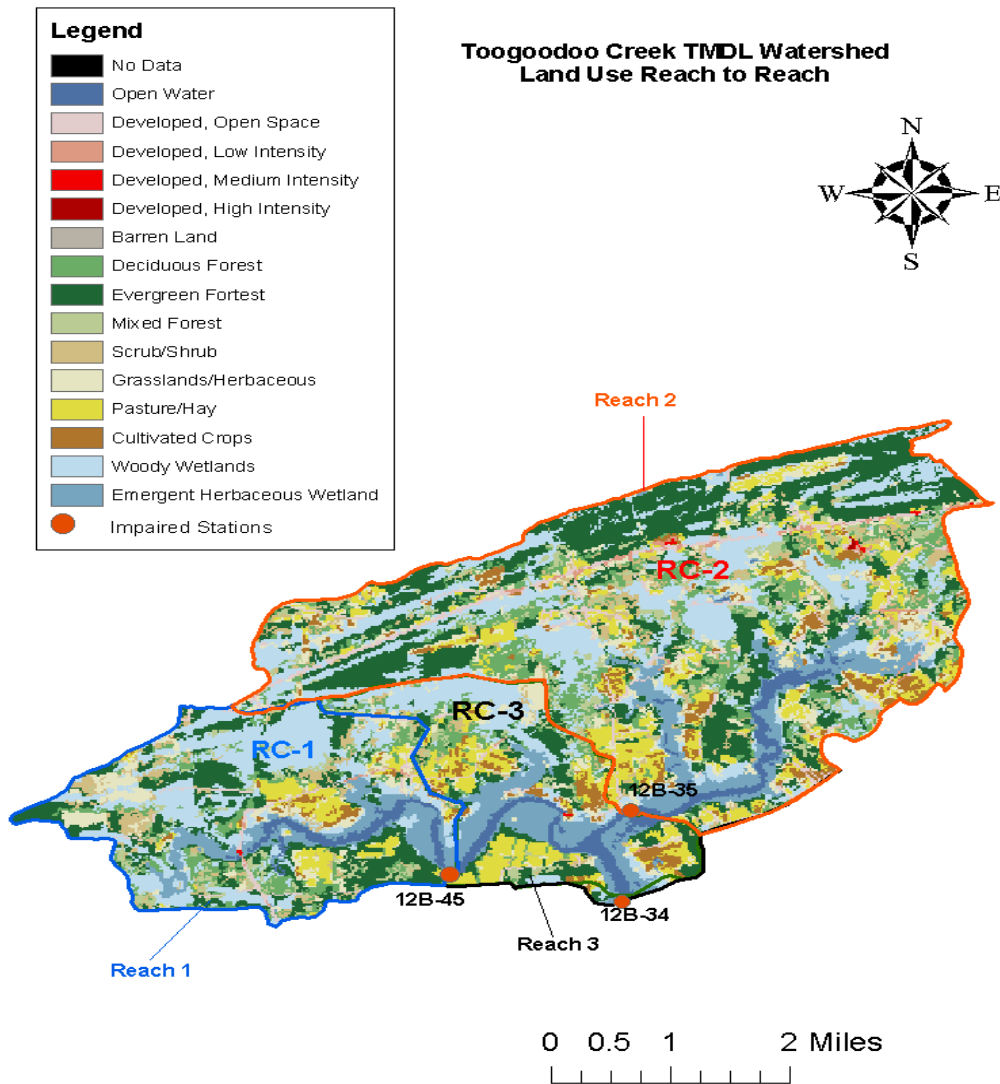 Legend
No Data
Open Water
Developed, Open Space
Developed, Low Intensity
Developed, Medium Intensity
Developed, High Intensity
Barren Land
Deciduous Forest
Evergreen Fortest
Mixed Forest
Scrub/Shrub
Grasslands/Herbaceous
Pasture/Hay
Cultivated Crops
Woody Wetlands
Emergent Herbaceous Wetland
Impaired Stations
Toogoodoo Creek TMDL Watershed
Land Use Reach to Reach
N
W E
S
Reach 2
RC-2
RC-3
RC-1
12B-35
12B-45
12B-34
Reach 3
Reach 1
0 0.5 1 2 Miles